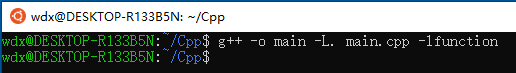 wdx@DESKTOP-R133B5N: ~/Cpp
wdx@DESKTOP-R133B5N:~/Cpp$ g++ -o main -L. main.cpp -lfunction
wdx@DESKTOP-R133B5N:~/Cpp$